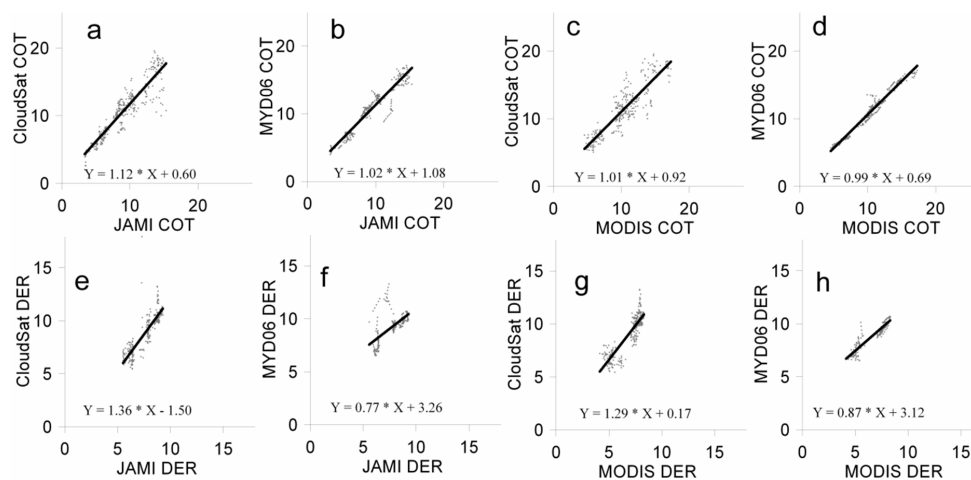 a
CloudSat COT
20
10
0
Y = 1.12 * X + 0.60
0 10 20
JAMI COT
b
MYD06 COT
20
10
0
Y = 1.02 * X + 1.08
0 10 20
JAMI COT
c
CloudSat COT
20
10
0
Y = 1.01 * X + 0.92
0 10 20
MODIS COT
d
MYD06 COT
20
10
0
Y = 0.99 * X + 0.69
0 10 20
MODIS COT
e
CloudSat DER
15
10
5
0
Y = 1.36 * X - 1.50
0 5 10 15
JAMI DER
f
MYD06 DER
15
10
5
0
Y = 0.77 * X + 3.26
0 5 10 15
JAMI DER
g
CloudSat DER
15
10
5
0
Y = 1.29 * X + 0.17
0 5 10 15
MODIS DER
h
MYD06 DER
15
10
5
0
Y = 0.87 * X + 3.12
0 5 10 15
MODIS DER